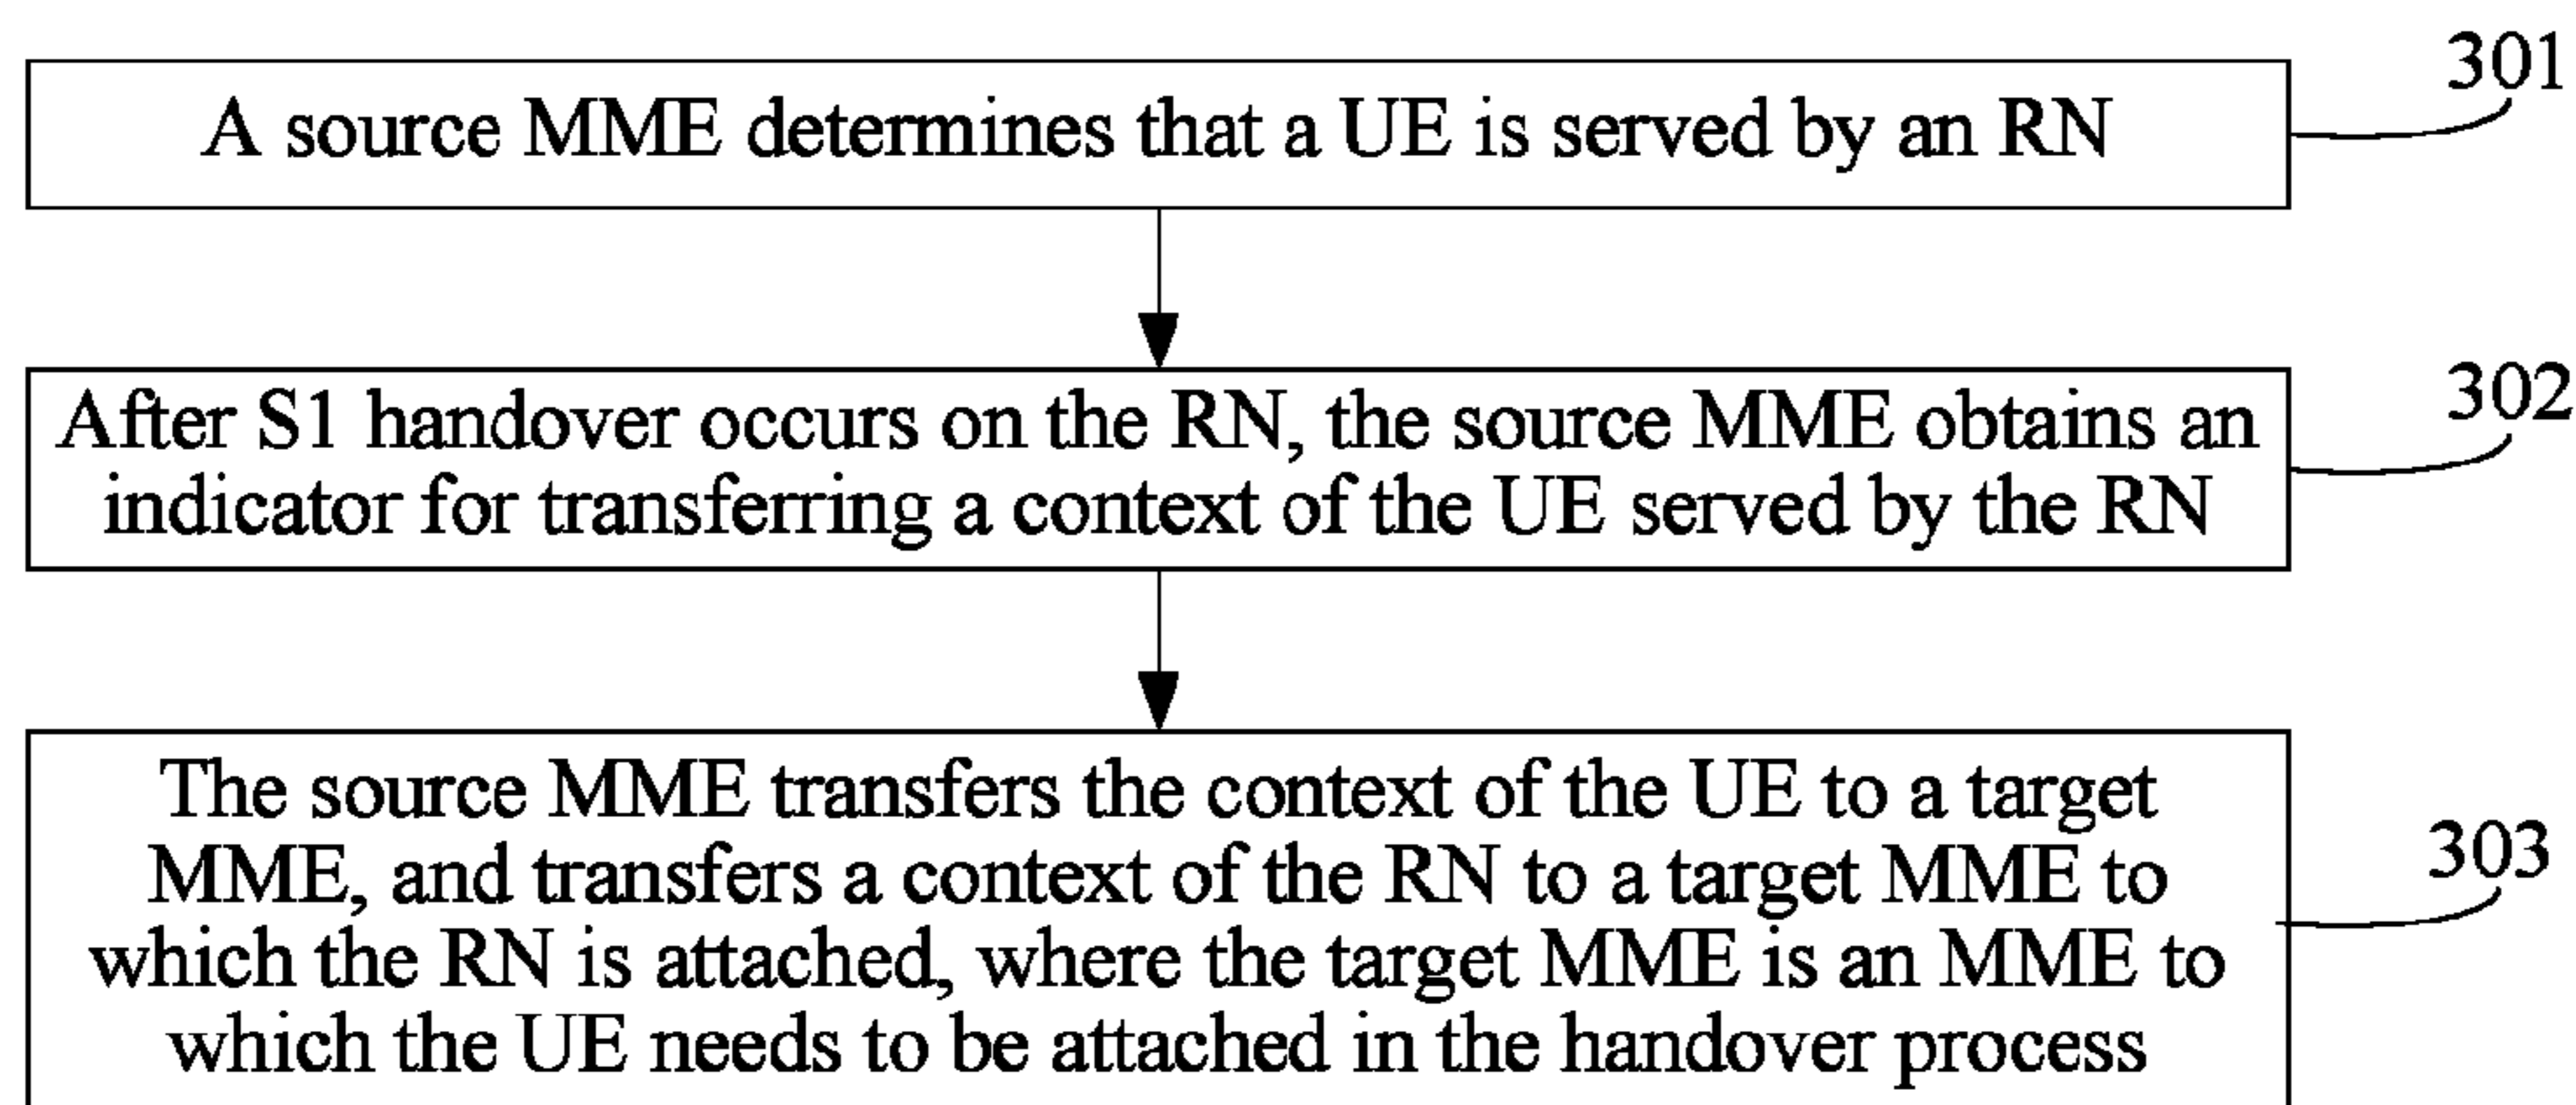 A source MME determines that a UE is served by an RN
301
After S1 handover occurs on the RN, the source MME obtains an
indicator for transferring a context of the UE served by the RN
302
The source MME transfers the context of the UE to a target
MME, and transfers a context of the RN to a target MME to
which the RN is attached, where the target MME is an MME to
which the UE needs to be attached in the handover process
303